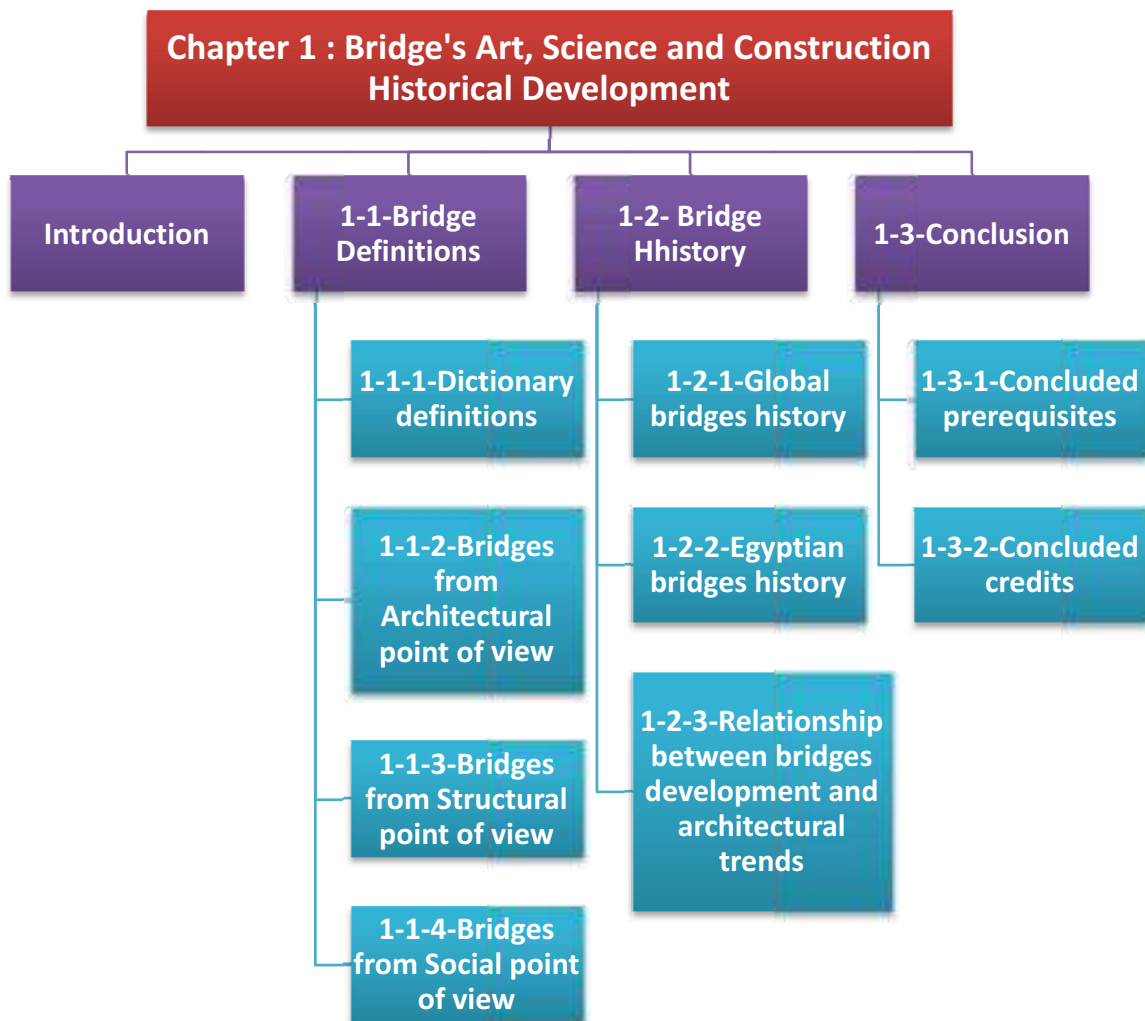 Chapter 1 : Bridge's Art, Science and Construction
Historical Development
Introduction
1-1-Bridge
Definitions
1-1-1-Dictionary
definitions
1-1-2-Bridges
from
Architectural
point of view
1-1-3-Bridges
from Structural
point of view
1-1-4-Bridges
from Social point
of view
1-2- Bridge
Hhistory
1-2-1-Global
bridges history
1-2-2-Egyptian
bridges history
1-2-3-Relationship
between bridges
development and
architectural
trends
1-3-Conclusion
1-3-1-Concluded
prerequisites
1-3-2-Concluded
credits